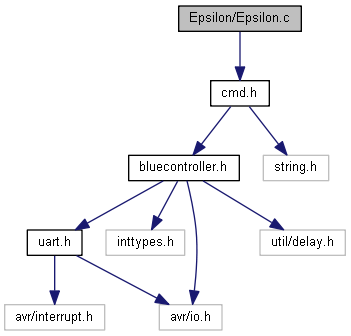 Epsilon/Epsilon.c
cmd.h
bluecontroller.h
string.h
uart.h
inttypes.h
util/delay.h
avr/interrupt.h
avr/io.h